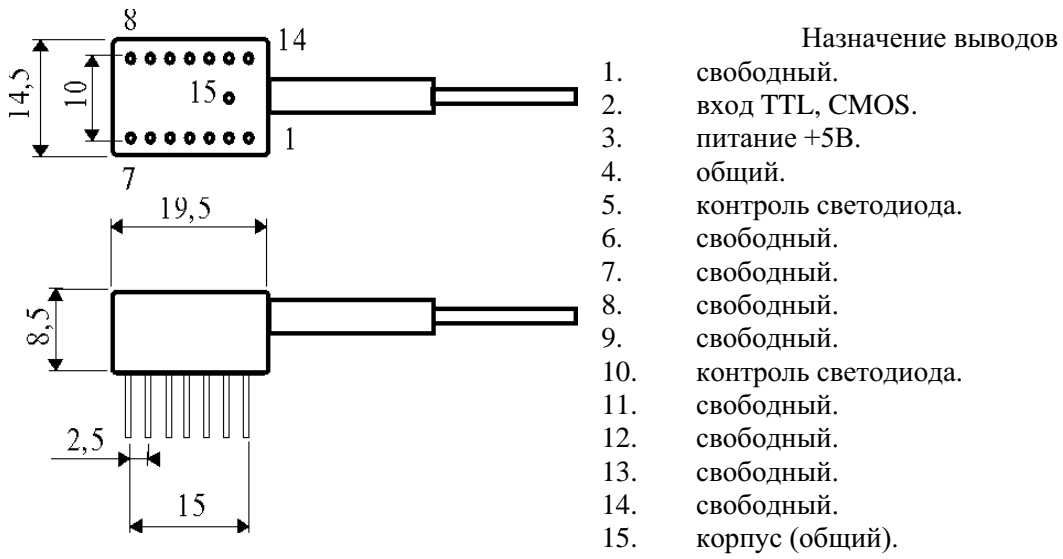 8
14
14,5
10
15
1
7
19,5
8,5
2,5
15
Назначение выводов
1. свободный.
2. вход TTL, CMOS.
3. питание +5В.
4. общий.
5. контроль светодиода.
6. свободный.
7. свободный.
8. свободный.
9. свободный.
10. контроль светодиода.
11. свободный.
12. свободный.
13. свободный.
14. свободный.
15. корпус (общий).